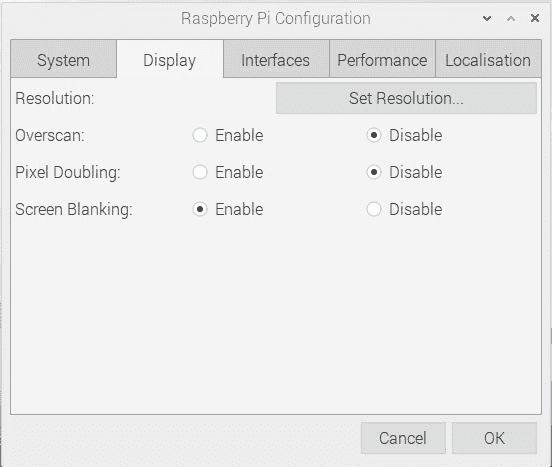 Raspberry Pi Configuration
System Display Interfaces Performance Localisation
Resolution: Set Resolution...
Overscan: Enable Disable
Pixel Doubling: Enable Disable
Screen Blanking: Enable Disable
Cancel OK